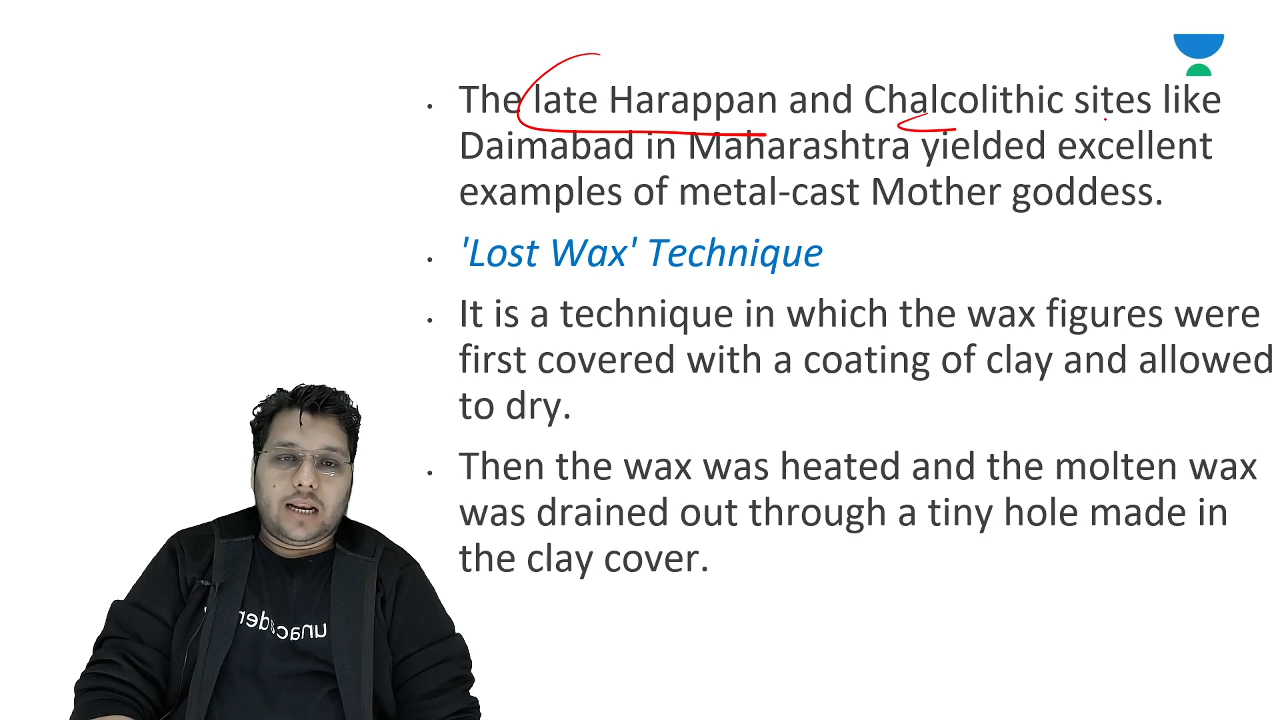 The late Harappan and Chalcolithic sites like
Daimabad in Maharashtra yielded excellent
examples of metal-cast Mother goddess.
'Lost Wax' Technique
It is a technique in which the wax figures were
first covered with a coating of clay and allowed
to dry.
Then the wax was heated and the molten wax
was drained out through a tiny hole made in
the clay cover.